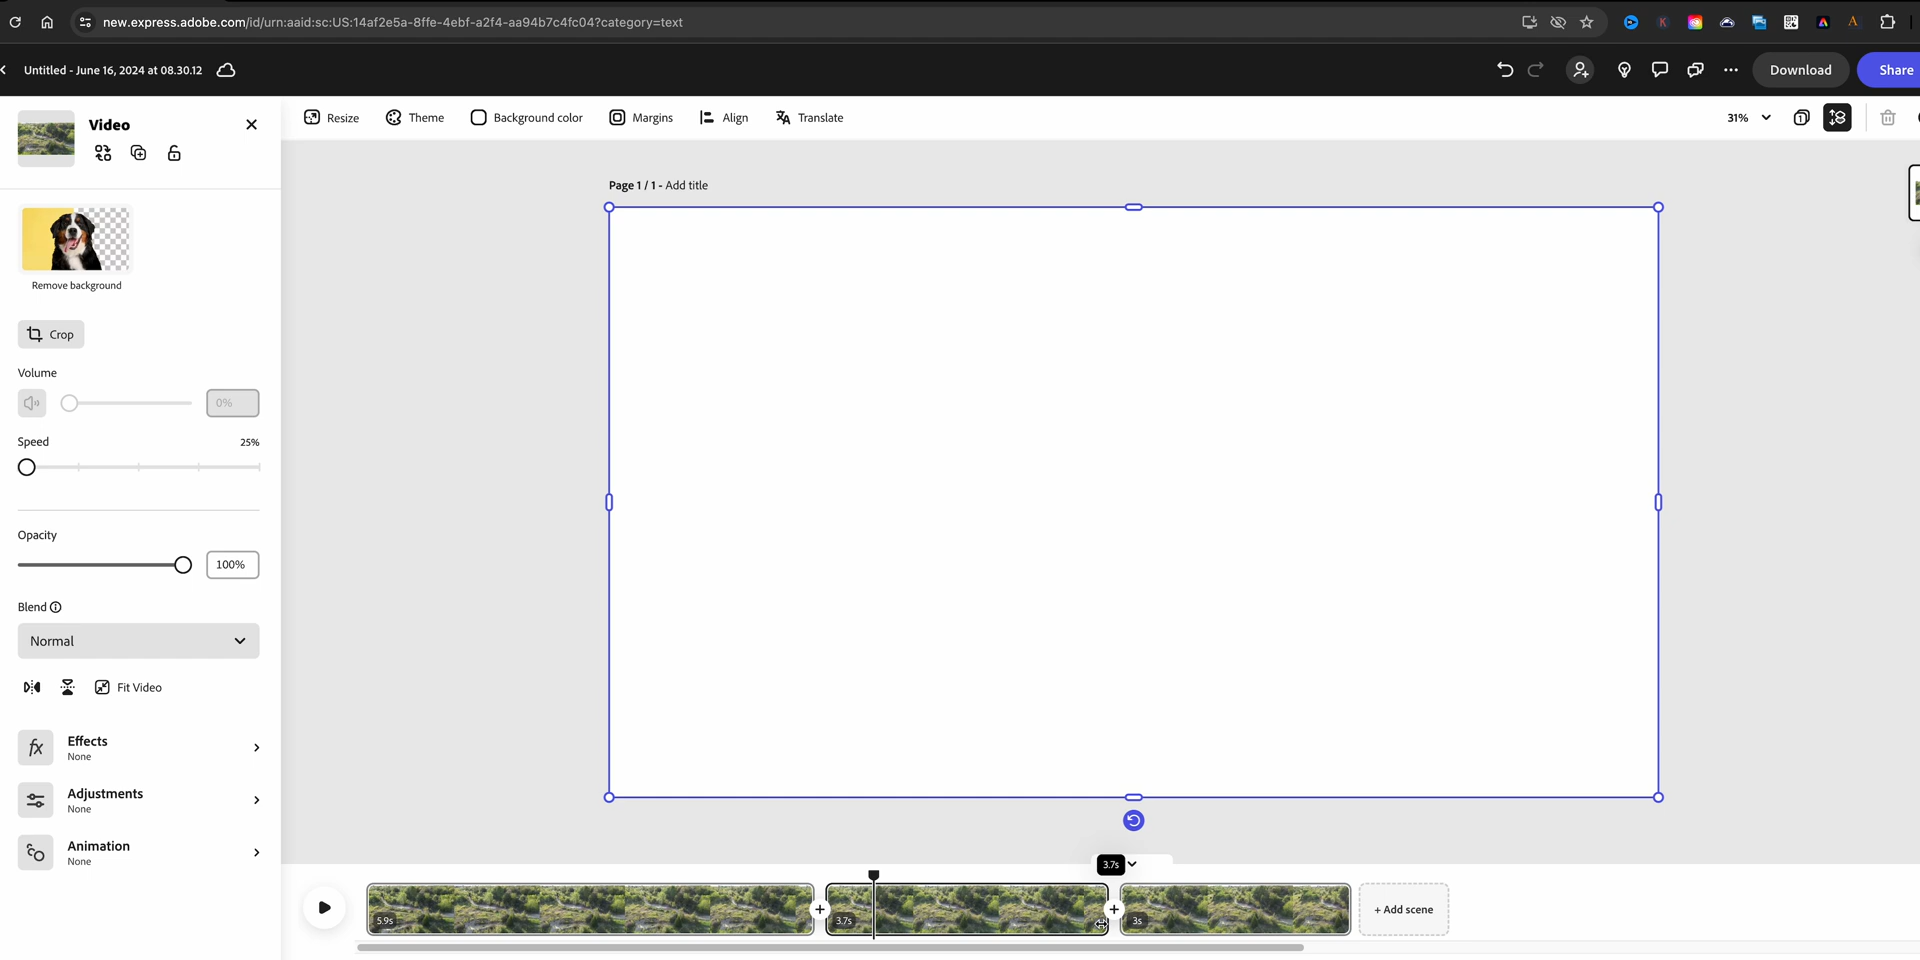 new.express.adobe.com/id/urn:aaid:sc:US:14af2e5a-8ffe-4ebf-a2f4-aa94b7c4fc04?category=text
Untitled - June 16, 2024 at 08.30.12
Download
Share
Video
Resize
Theme
Background color
Margins
Align
Translate
31%
Page 1 / 1 - Add title
Remove background
Crop
Volume
0%
Speed
25%
Opacity
100%
Blend
Normal
Fit Video
fx
Effects
None
Adjustments
None
Animation
None
3.7s
5.9s
3.7s
3s
+ Add scene